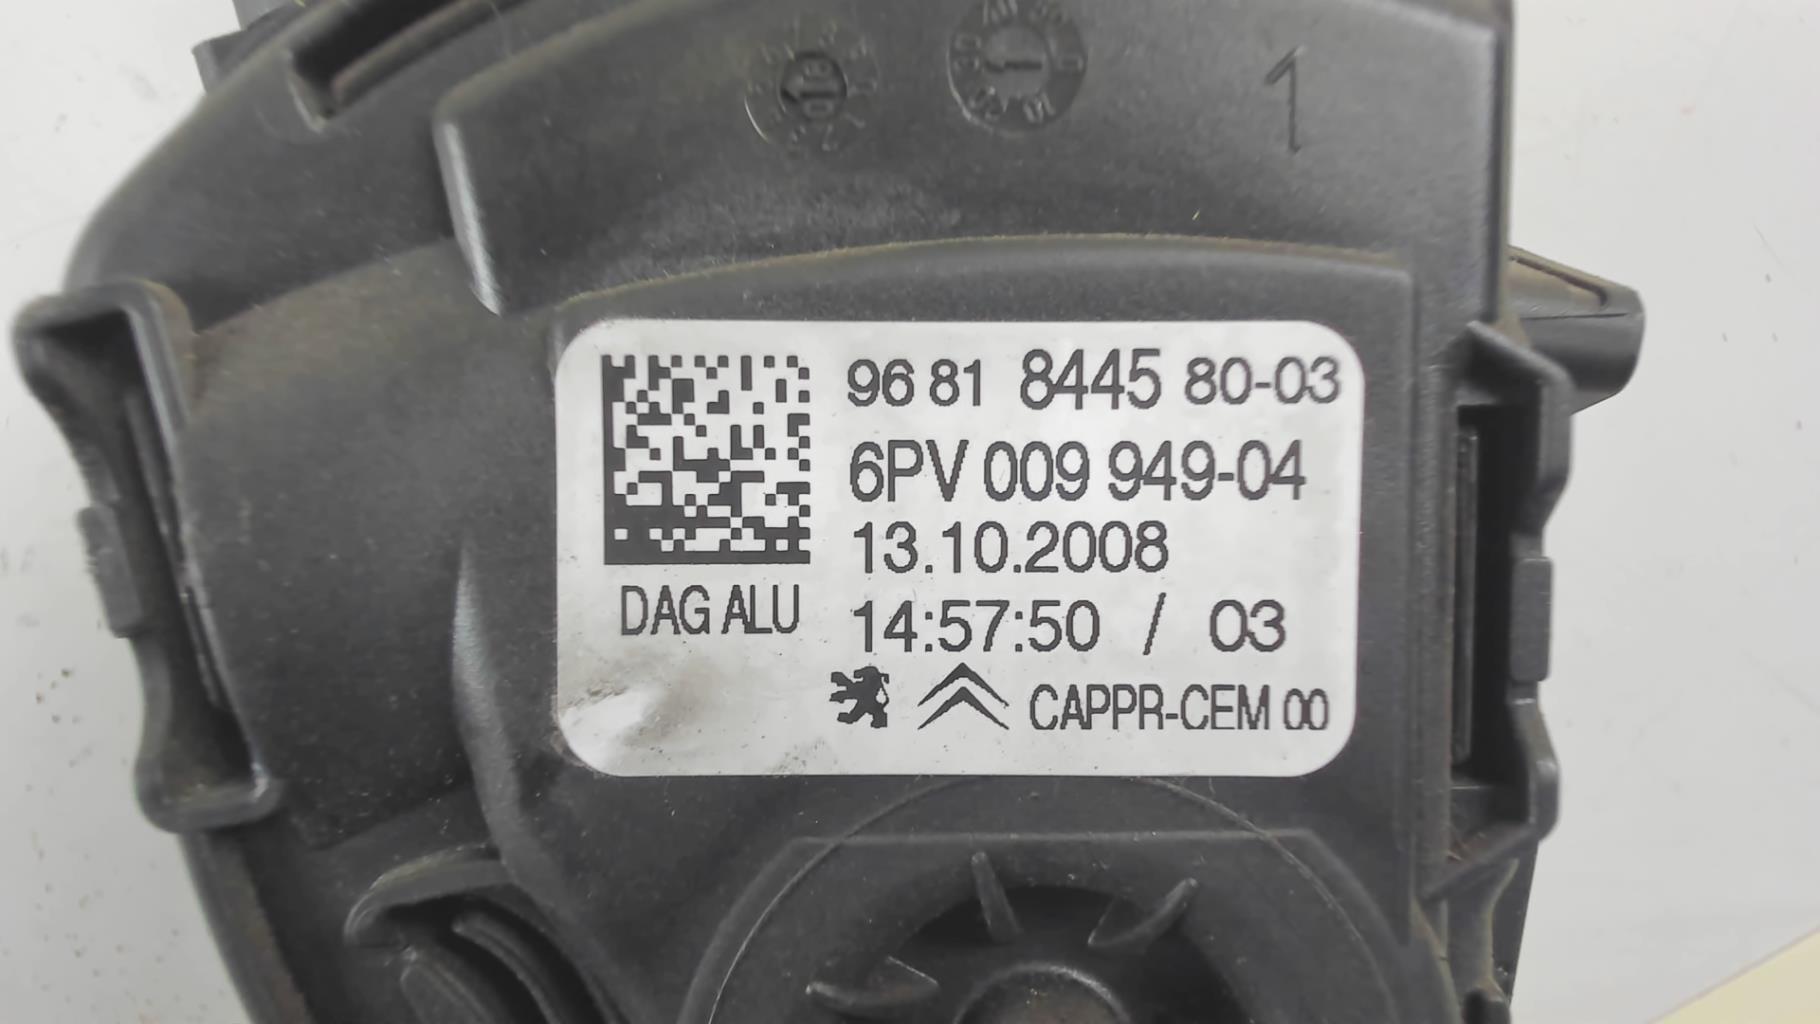 1
96 81 8445 80-03
6PV 009 949-04
13.10.2008
DAG ALU
14:57:50 / 03
CAPPR-CEM 00